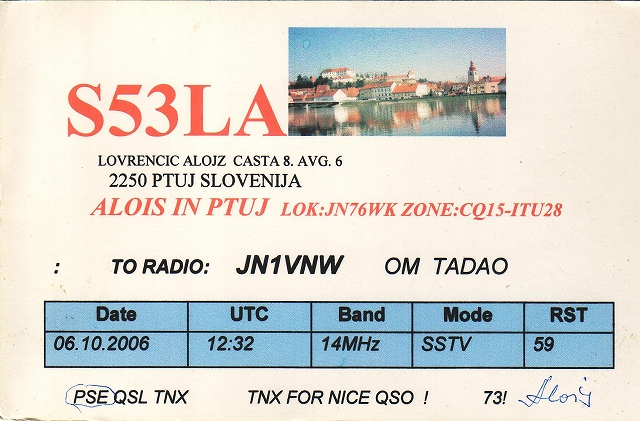 S53LA
LOVRENCIC ALOJZ CASTA 8. AVG. 6
2250 PTUJ SLOVENIJA
ALOIS IN PTUJ LOK:JN76WK ZONE:CQ15-ITU28
: TO RADIO: JN1VNW OM TADAO
Date UTC Band Mode RST
06.10.2006 12:32 14MHz SSTV 59
PSE QSL TNX TNX FOR NICE QSO ! 73! Alois